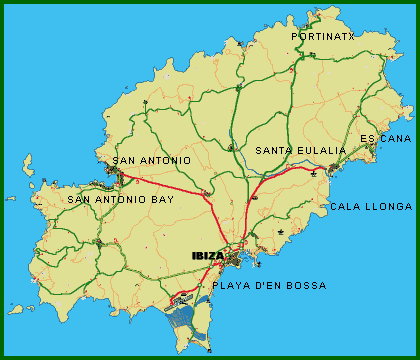 PORTINATX
ES CANA
SANTA EULALIA
SAN ANTONIO
SAN ANTONIO BAY
CALA LLONGA
IBIZA
PLAYA D'EN BOSSA